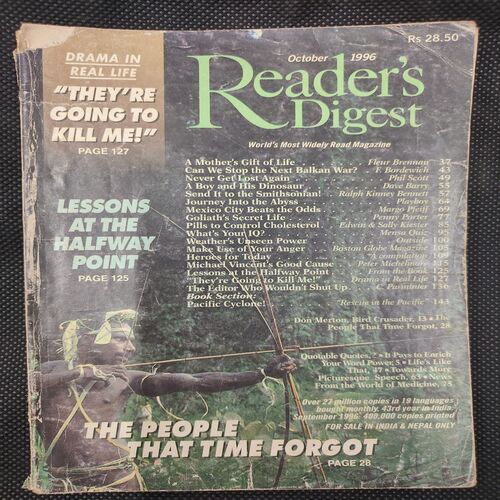 Rs 28.50
October 1996
Reader's
Digest
World's Most Widely Read Magazine
DRAMA IN
REAL LIFE
"THEY'RE
GOING TO
KILL ME!"
PAGE 127
LESSONS
AT THE
HALFWAY
POINT
PAGE 125
A Mother's Gift of Life Fleur Brennan 37
Can We Stop the Next Balkan War? F. Bordewich 43
Never Get Lost Again Phil Scott 49
A Boy and His Dinosaur Dave Barry 55
Send It to the Smithsonian! Ralph Kinney Bennett 57
Journey Into the Abyss Playboy 64
Mexico City Beats the Odds Margo Pfeiff 69
Goliath's Secret Life Penny Porter 77
Pills to Control Cholesterol Edwin & Sally Kiester 85
What's Your IQ? Mensa Quiz 95
Weather's Unseen Power Outside 100
Make Use of Your Anger Boston Globe Magazine 105
Heroes for Today A compilation 109
Michael Vincent's Good Cause Peter Michelmore 115
Lessons at the Halfway Point From the Book 125
"They're Going to Kill Me!" Drama in Real Life 127
The Editor Who Wouldn't Shut Up 136
Book Section:
Pacific Cyclone! "Rescue in the Pacific" 143
Don Merton, Bird Crusader, 13 • The
People That Time Forgot, 28
Quotable Quotes, • It Pays to Enrich
Your Word Power, 5 • Life's Like
That, 47 • Towards More
Picturesque Speech, 63 • News
From the World of Medicine, 75
Over 27 million copies in 19 languages
bought monthly. 43rd year in India.
September 1996: 409,000 copies printed
FOR SALE IN INDIA & NEPAL ONLY
THE PEOPLE
THAT TIME FORGOT
PAGE 28